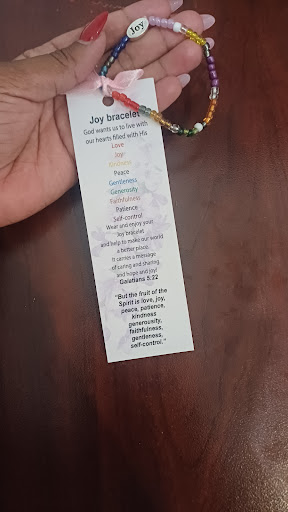 Joy
Joy bracelet
God wants us to live with
our hearts filled with His
Love
Joy
Kindness
Peace
Gentleness
Generosity
Faithfulness
Patience
Self-control
Wear and enjoy your
Joy bracelet
and help to make our world
a better place.
It carries a message
of caring and sharing
and hope and joy!
Galatians 5:22
"But the fruit of the
Spirit is love, joy,
peace, patience,
kindness
generousity,
faithfulness,
gentleness,
self-control."